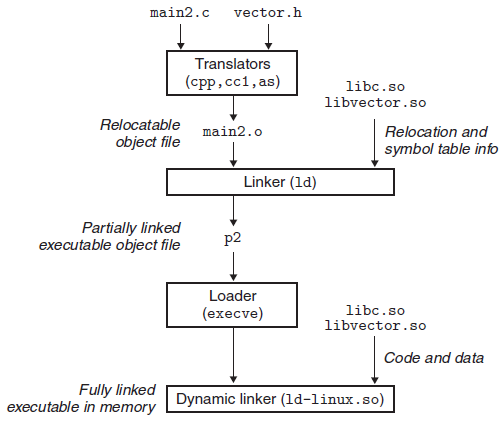 main2.c vector.h
Translators
(cpp,cc1,as)
libc.so
libvector.so
Relocatable
object file
main2.o
Relocation and
symbol table info
Linker (ld)
Partially linked
executable object file
p2
Loader
(execve)
libc.so
libvector.so
Code and data
Fully linked
executable in memory
Dynamic linker (ld-linux.so)